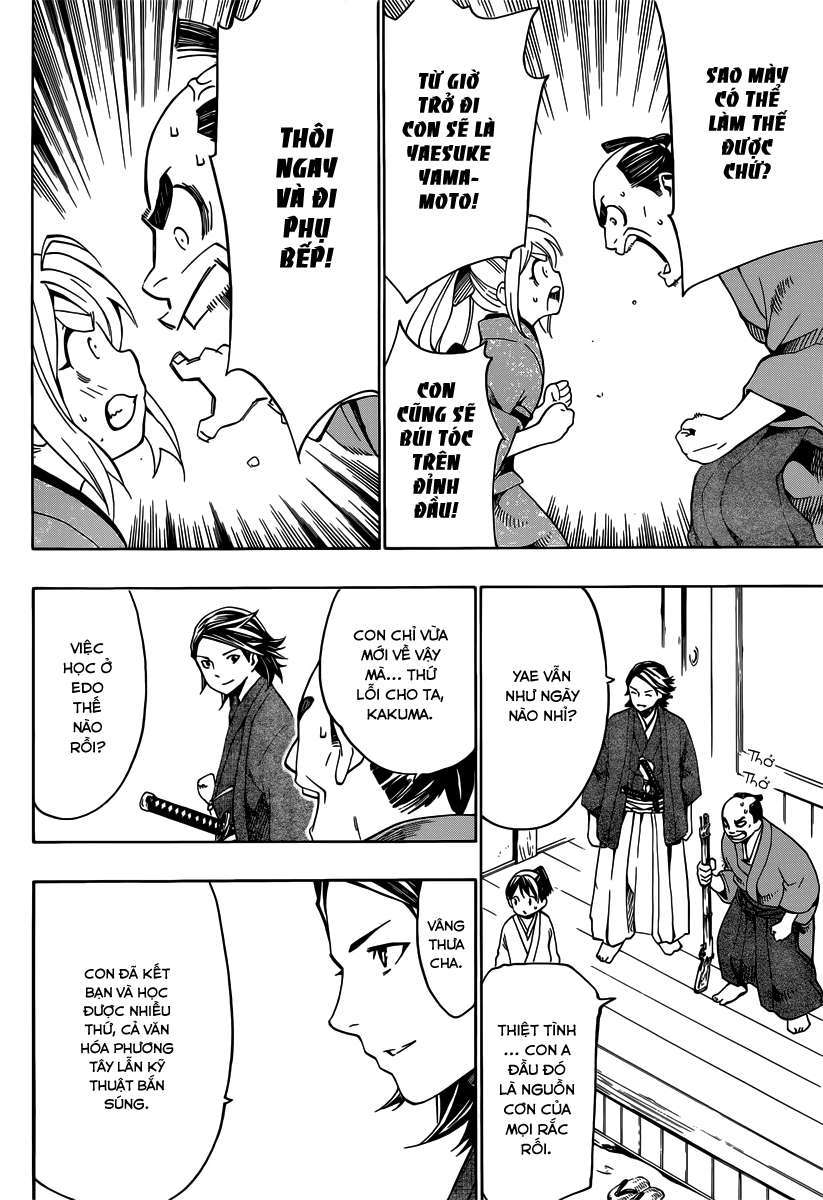 SAO MÀY
CÓ THỂ
LÀM THẾ
ĐƯỢC
CHỨ?
TỪ GIỜ
TRỞ ĐI
CON SẼ LÀ
YAESUKE
YAMA-
MOTO!
CON
CŨNG SẼ
BÚI TÓC
TRÊN
ĐỈNH
ĐẦU!
THÔI
NGAY
VÀ ĐI
PHỤ
BẾP!
YAE VẪN
NHƯ NGÀY
NÀO NHỈ?
Thở
Thở
THIỆT TÌNH
... CON A
ĐẦU ĐÓ
LÀ NGUỒN
CƠN CỦA
MỌI RẮC
RỐI.
CON CHỈ VỪA
MỚI VỀ VẬY
MÀ... THỨ
LỖI CHO TA,
KAKUMA.
VIỆC
HỌC Ở
EDO
THẾ
NÀO
RỒI?
VÂNG
THƯA
CHA.
CON ĐÃ KẾT
BẠN VÀ HỌC
ĐƯỢC NHIỀU
THỨ, CẢ VĂN
HÓA PHƯƠNG
TÂY LẪN KỸ
THUẬT BẮN
SÚNG.